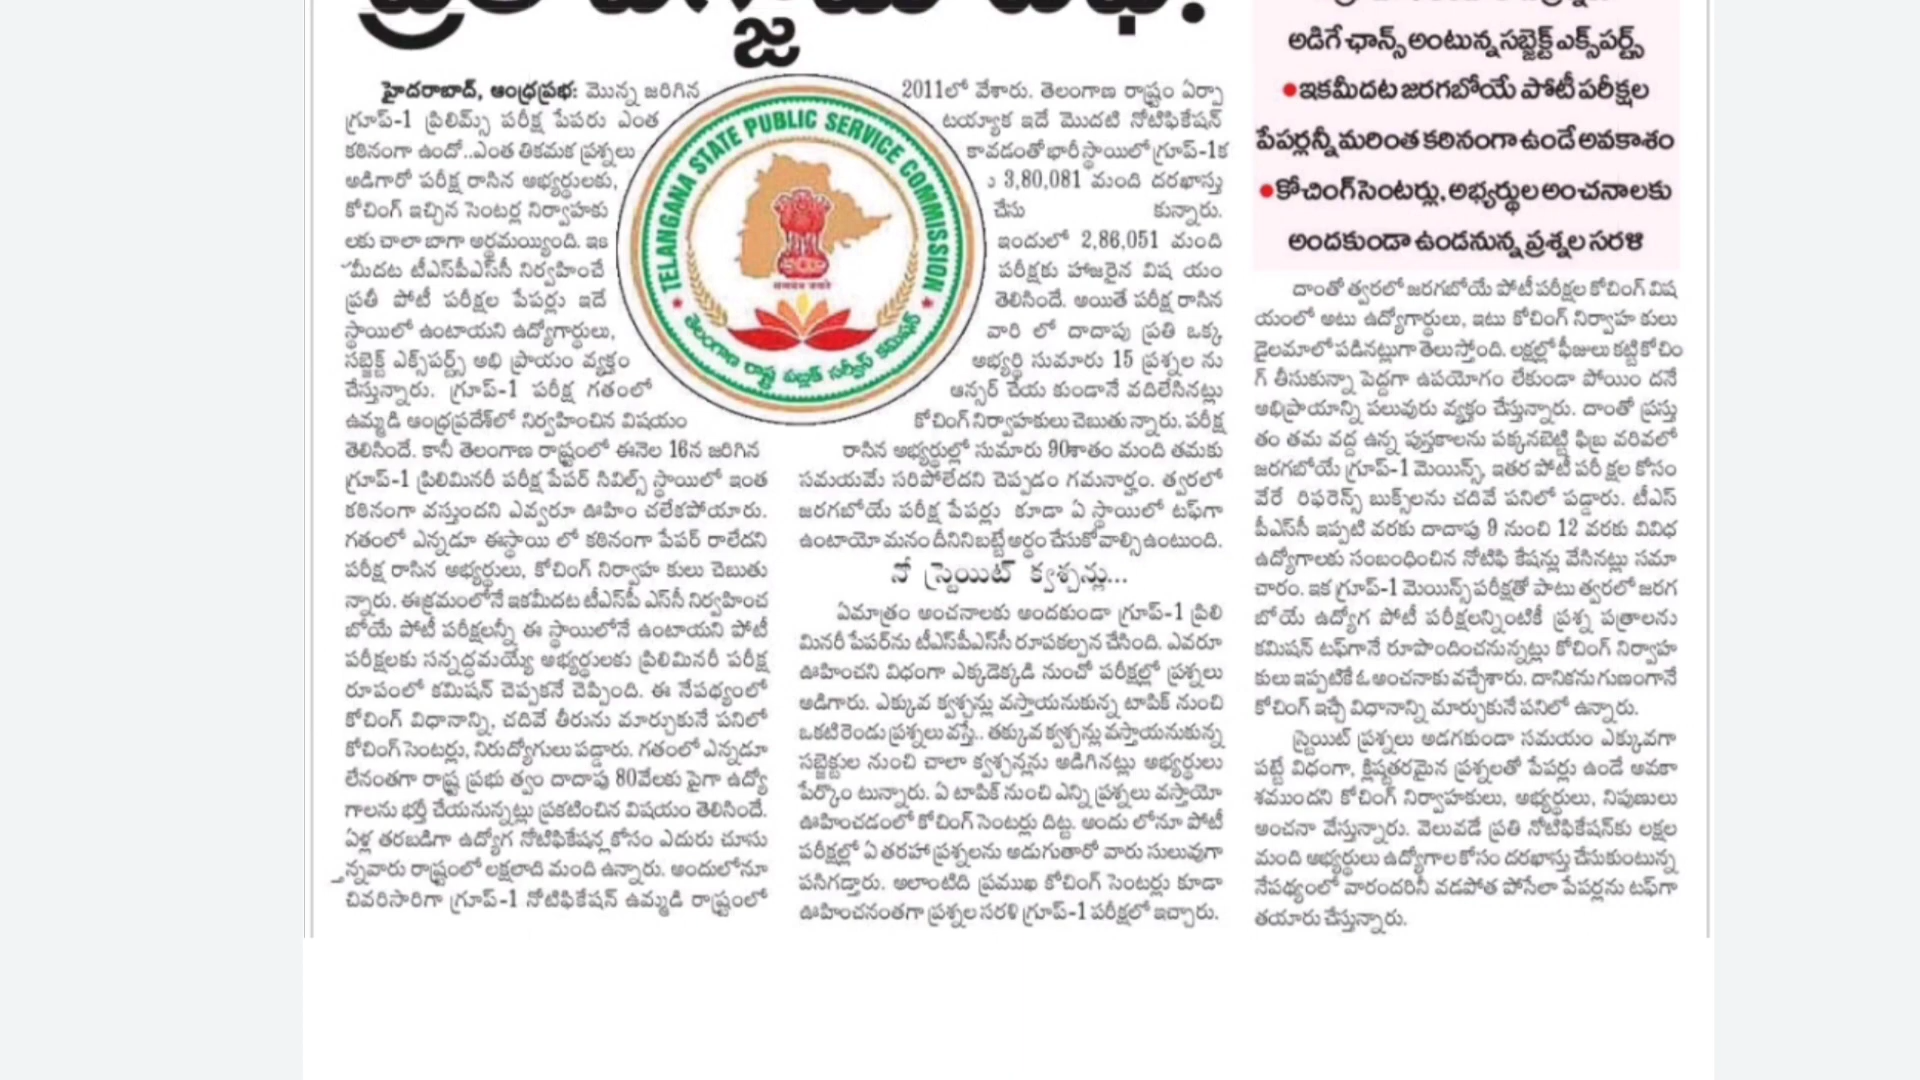 అడిగే ఛాన్స్ అంటున్న సబ్జెక్ట్ ఎక్స్‌పర్ట్స్
●ఇకమీదట జరగబోయే పోటీ పరీక్షల
పేపర్లన్నీ మరింత కఠినంగా ఉండే అవకాశం
●కోచింగ్ సెంటర్లు, అభ్యర్థుల అంచనాలకు
అందకుండా ఉండనున్న ప్రశ్నల సరళి
హైదరాబాద్, ఆంధ్రప్రభ: మొన్న జరిగిన
గ్రూప్-1 ప్రిలిమ్స్ పరీక్ష పేపరు ఎంత
కఠినంగా ఉందో..ఎంత తికమక ప్రశ్నలు
అడిగారో పరీక్ష రాసిన అభ్యర్థులకు,
కోచింగ్ ఇచ్చిన సెంటర్ల నిర్వాహకు
లకు చాలా బాగా అర్థమయ్యింది. ఇక
మీదట టీఎస్‌పీఎస్‌సీ నిర్వహించే
ప్రతీ పోటీ పరీక్షల పేపర్లు ఇదే
స్థాయిలో ఉంటాయని ఉద్యోగార్థులు,
సబ్జెక్ట్ ఎక్స్‌పర్ట్స్ అభి ప్రాయం వ్యక్తం
చేస్తున్నారు. గ్రూప్-1 పరీక్ష గతంలో
ఉమ్మడి ఆంధ్రప్రదేశ్‌లో నిర్వహించిన విషయం
తెలిసిందే. కానీ తెలంగాణ రాష్ట్రంలో ఈనెల 16న జరిగిన
గ్రూప్-1 ప్రిలిమినరీ పరీక్ష పేపర్ సివిల్స్ స్థాయిలో ఇంత
కఠినంగా వస్తుందని ఎవ్వరూ ఊహిం చలేకపోయారు.
గతంలో ఎన్నడూ ఈస్థాయి లో కఠినంగా పేపర్ రాలేదని
పరీక్ష రాసిన అభ్యర్థులు, కోచింగ్ నిర్వాహ కులు చెబుతు
న్నారు. ఈక్రమంలోనే ఇకమీదట టీఎస్‌పీ ఎస్‌సీ నిర్వహించ
బోయే పోటీ పరీక్షలన్నీ ఈ స్థాయిలోనే ఉంటాయని పోటీ
పరీక్షలకు సన్నద్ధమయ్యే అభ్యర్థులకు ప్రిలిమినరీ పరీక్ష
రూపంలో కమిషన్ చెప్పకనే చెప్పింది. ఈ నేపథ్యంలో
కోచింగ్ విధానాన్ని, చదివే తీరును మార్చుకునే పనిలో
కోచింగ్ సెంటర్లు, నిరుద్యోగులు పడ్డారు. గతంలో ఎన్నడూ
లేనంతగా రాష్ట్ర ప్రభు త్వం దాదాపు 80వేలకు పైగా ఉద్యో
గాలను భర్తీ చేయనున్నట్లు ప్రకటించిన విషయం తెలిసిందే.
ఏళ్ల తరబడిగా ఉద్యోగ నోటిఫికేషన్ల కోసం ఎదురు చూసు
్తన్నవారు రాష్ట్రంలో లక్షలాది మంది ఉన్నారు. అందులోనూ
చివరిసారిగా గ్రూప్-1 నోటిఫికేషన్ ఉమ్మడి రాష్ట్రంలో
TELANGANA STATE PUBLIC SERVICE COMMISSION
తెలంగాణ రాష్ట్ర పబ్లిక్ సర్వీస్ కమిషన్
2011లో వేశారు. తెలంగాణ రాష్ట్రం ఏర్పా
టయ్యాక ఇదే మొదటి నోటిఫికేషన్
కావడంతో భారీ స్థాయిలో గ్రూప్-1క
ు 3,80,081 మంది దరఖాస్తు
చేసు కున్నారు.
ఇందులో 2,86,051 మంది
పరీక్షకు హాజరైన విష యం
తెలిసిందే. అయితే పరీక్ష రాసిన
వారి లో దాదాపు ప్రతి ఒక్క
అభ్యర్థి సుమారు 15 ప్రశ్నల ను
ఆన్సర్ చేయ కుండానే వదిలేసినట్లు
కోచింగ్ నిర్వాహకులు చెబుతు న్నారు. పరీక్ష
రాసిన అభ్యర్థుల్లో సుమారు 90శాతం మంది తమకు
సమయమే సరిపోలేదని చెప్పడం గమనార్హం. త్వరలో
జరగబోయే పరీక్ష పేపర్లు కూడా ఏ స్థాయిలో టఫ్‌గా
ఉంటాయో మనం దీనినిబట్టే అర్థం చేసుకో వాల్సి ఉంటుంది.
నో స్ట్రెయిట్ క్వశ్చన్లు...
ఏమాత్రం అంచనాలకు అందకుండా గ్రూప్-1 ప్రిలి
మినరీ పేపర్‌ను టీఎస్‌పీఎస్‌సీ రూపకల్పన చేసింది. ఎవరూ
ఊహించని విధంగా ఎక్కడెక్కడి నుంచో పరీక్షల్లో ప్రశ్నలు
అడిగారు. ఎక్కువ క్వశ్చన్లు వస్తాయనుకున్న టాపిక్ నుంచి
ఒకటి రెండు ప్రశ్నలు వస్తే.. తక్కువ క్వశ్చన్లు వస్తాయనుకున్న
సబ్జెక్టుల నుంచి చాలా క్వశ్చన్లను అడిగినట్లు అభ్యర్థులు
పేర్కొం టున్నారు. ఏ టాపిక్ నుంచి ఎన్ని ప్రశ్నలు వస్తాయో
ఊహించడంలో కోచింగ్ సెంటర్లు దిట్ట. అందు లోనూ పోటీ
పరీక్షల్లో ఏ తరహా ప్రశ్నలను అడుగుతారో వారు సులువుగా
పసిగడ్తారు. అలాంటిది ప్రముఖ కోచింగ్ సెంటర్లు కూడా
ఊహించనంతగా ప్రశ్నల సరళి గ్రూప్-1 పరీక్షలో ఇచ్చారు.
దాంతో త్వరలో జరగబోయే పోటీ పరీక్షల కోచింగ్ విష
యంలో అటు ఉద్యోగార్థులు, ఇటు కోచింగ్ నిర్వాహ కులు
డైలమాలో పడినట్లుగా తెలుస్తోంది. లక్షల్లో ఫీజులు కట్టి కోచిం
గ్ తీసుకున్నా పెద్దగా ఉపయోగం లేకుండా పోయిం దనే
అభిప్రాయాన్ని పలువురు వ్యక్తం చేస్తున్నారు. దాంతో ప్రస్తు
తం తమ వద్ద ఉన్న పుస్తకాలను పక్కనబెట్టి ఫిబ్ర వరివలో
జరగబోయే గ్రూప్-1 మెయిన్స్, ఇతర పోటీ పరీ క్షల కోసం
వేరే రిఫరెన్స్ బుక్స్‌లను చదివే పనిలో పడ్డారు. టీఎస్
పీఎస్‌సీ ఇప్పటి వరకు దాదాపు 9 నుంచి 12 వరకు వివిధ
ఉద్యోగాలకు సంబంధించిన నోటిఫి కేషన్లు వేసినట్లు సమా
చారం. ఇక గ్రూప్-1 మెయిన్స్ పరీక్షతో పాటు త్వరలో జరగ
బోయే ఉద్యోగ పోటీ పరీక్షలన్నింటికీ ప్రశ్న పత్రాలను
కమిషన్ టఫ్‌గానే రూపొందించనున్నట్లు కోచింగ్ నిర్వాహ
కులు ఇప్పటికే ఓ అంచనాకు వచ్చేశారు. దానికను గుణంగానే
కోచింగ్ ఇచ్చే విధానాన్ని మార్చుకునే పనిలో ఉన్నారు.
స్ట్రెయిట్ ప్రశ్నలు అడగకుండా సమయం ఎక్కువగా
పట్టే విధంగా, క్లిష్టతరమైన ప్రశ్నలతో పేపర్లు ఉండే అవకా
శముందని కోచింగ్ నిర్వాహకులు, అభ్యర్థులు, నిపుణులు
అంచనా వేస్తున్నారు. వెలువడే ప్రతి నోటిఫికేషన్‌కు లక్షల
మంది అభ్యర్థులు ఉద్యోగాల కోసం దరఖాస్తు చేసుకుంటున్న
నేపథ్యంలో వారందరినీ వడపోత పోసేలా పేపర్లను టఫ్‌గా
తయారు చేస్తున్నారు.